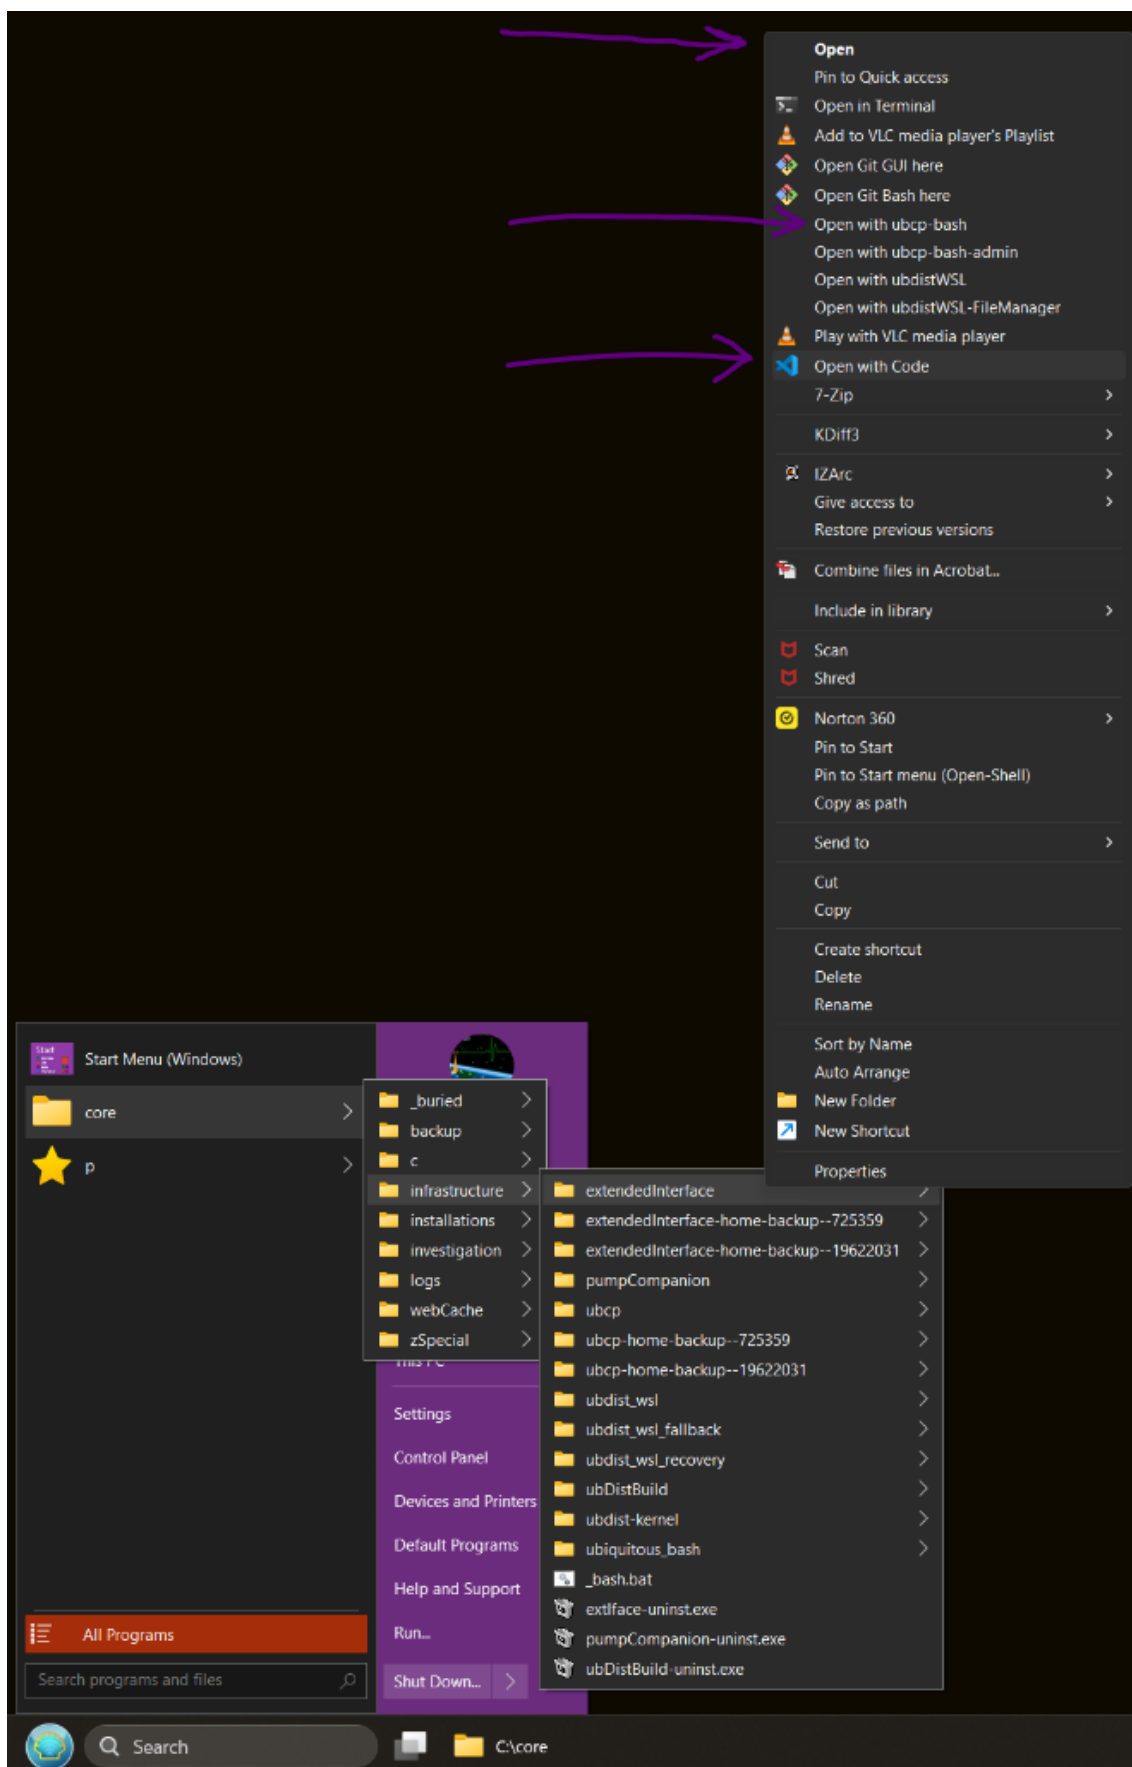 Open
Pin to Quick access
Open in Terminal
Add to VLC media player's Playlist
Open Git GUI here
Open Git Bash here
Open with ubcp-bash
Open with ubcp-bash-admin
Open with ubdistWSL
Open with ubdistWSL-FileManager
Play with VLC media player
Open with Code
7-Zip
KDiff3
IZArc
Give access to
Restore previous versions
Combine files in Acrobat...
Include in library
Scan
Shred
Norton 360
Pin to Start
Pin to Start menu (Open-Shell)
Copy as path
Send to
Cut
Copy
Create shortcut
Delete
Rename
Sort by Name
Auto Arrange
New Folder
New Shortcut
Properties
Start
Start Menu (Windows)
core
p
All Programs
Search programs and files
_buried
backup
c
infrastructure
installations
investigation
logs
webCache
zSpecial
This PC
Settings
Control Panel
Devices and Printers
Default Programs
Help and Support
Run...
Shut Down...
extendedInterface
extendedInterface-home-backup--725359
extendedInterface-home-backup--19622031
pumpCompanion
ubcp
ubcp-home-backup--725359
ubcp-home-backup--19622031
ubdist_wsl
ubdist_wsl_fallback
ubdist_wsl_recovery
ubDistBuild
ubdist-kernel
ubiquitous_bash
_bash.bat
extIface-uninst.exe
pumpCompanion-uninst.exe
ubDistBuild-uninst.exe
Search
C:\core